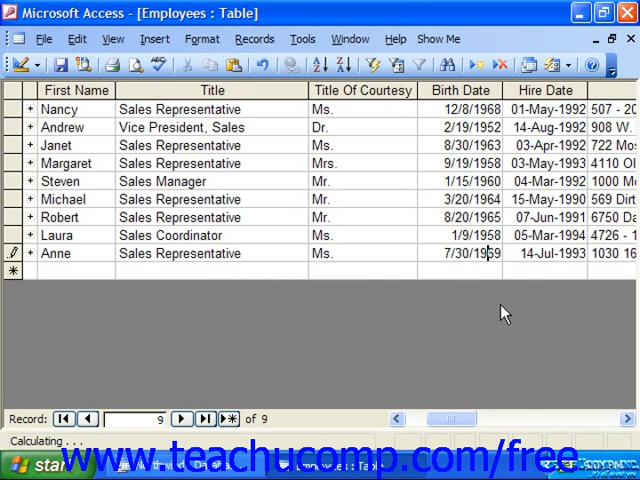 Microsoft Access - [Employees : Table]
File Edit View Insert Format Records Tools Window Help Show Me
First Name Title Title Of Courtesy Birth Date Hire Date
+ Nancy Sales Representative Ms. 12/8/1968 01-May-1992 507 - 20
+ Andrew Vice President, Sales Dr. 2/19/1952 14-Aug-1992 908 W.
+ Janet Sales Representative Ms. 8/30/1963 03-Apr-1992 722 Mos
+ Margaret Sales Representative Mrs. 9/19/1958 03-May-1993 4110 Ol
+ Steven Sales Manager Mr. 1/15/1960 04-Mar-1992 1000 M
+ Michael Sales Representative Mr. 3/20/1964 15-May-1990 569 Dirt
+ Robert Sales Representative Mr. 8/20/1965 07-Jun-1991 6750 Da
+ Laura Sales Coordinator Ms. 1/9/1958 05-Mar-1994 4726 - 1
+ Anne Sales Representative Ms. 7/30/1969 14-Jul-1993 1030 16
Record: 9 of 9
Calculating . . .
www.teachucomp.com/free
start